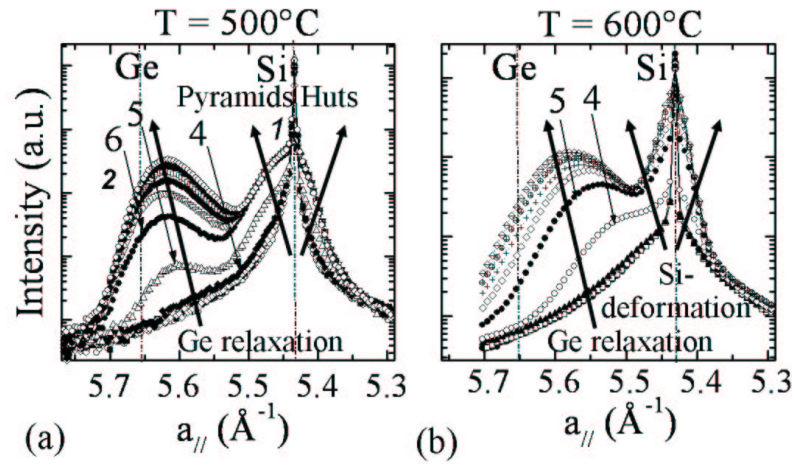 T = 500°C
Ge
Si
Pyramids Huts
5
6
4
1
2
Ge relaxation
Intensity (a.u.)
5.7 5.6 5.5 5.4 5.3
a// (Å⁻¹)
(a)
T = 600°C
Ge
Si
5 4
Si-
deformation
Ge relaxation
5.7 5.6 5.5 5.4 5.3
a// (Å⁻¹)
(b)